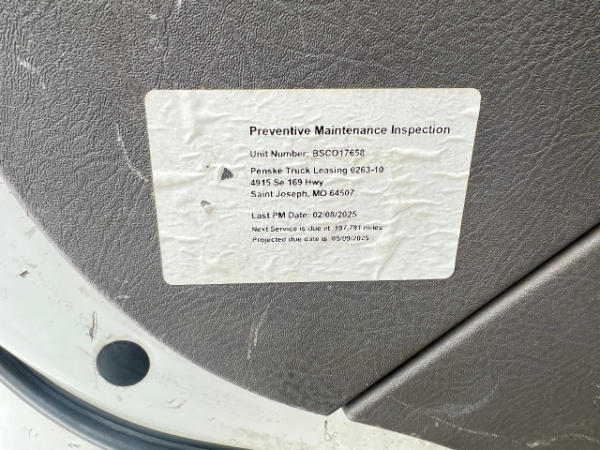 Preventive Maintenance Inspection
Unit Number: BSCO17658
Penske Truck Leasing 0263-10
4915 Se 169 Hwy
Saint Joseph, MO 64507
Last PM Date: 02/08/2025
Next Service is due at 197,781 miles
Projected due date is 05/09/2025